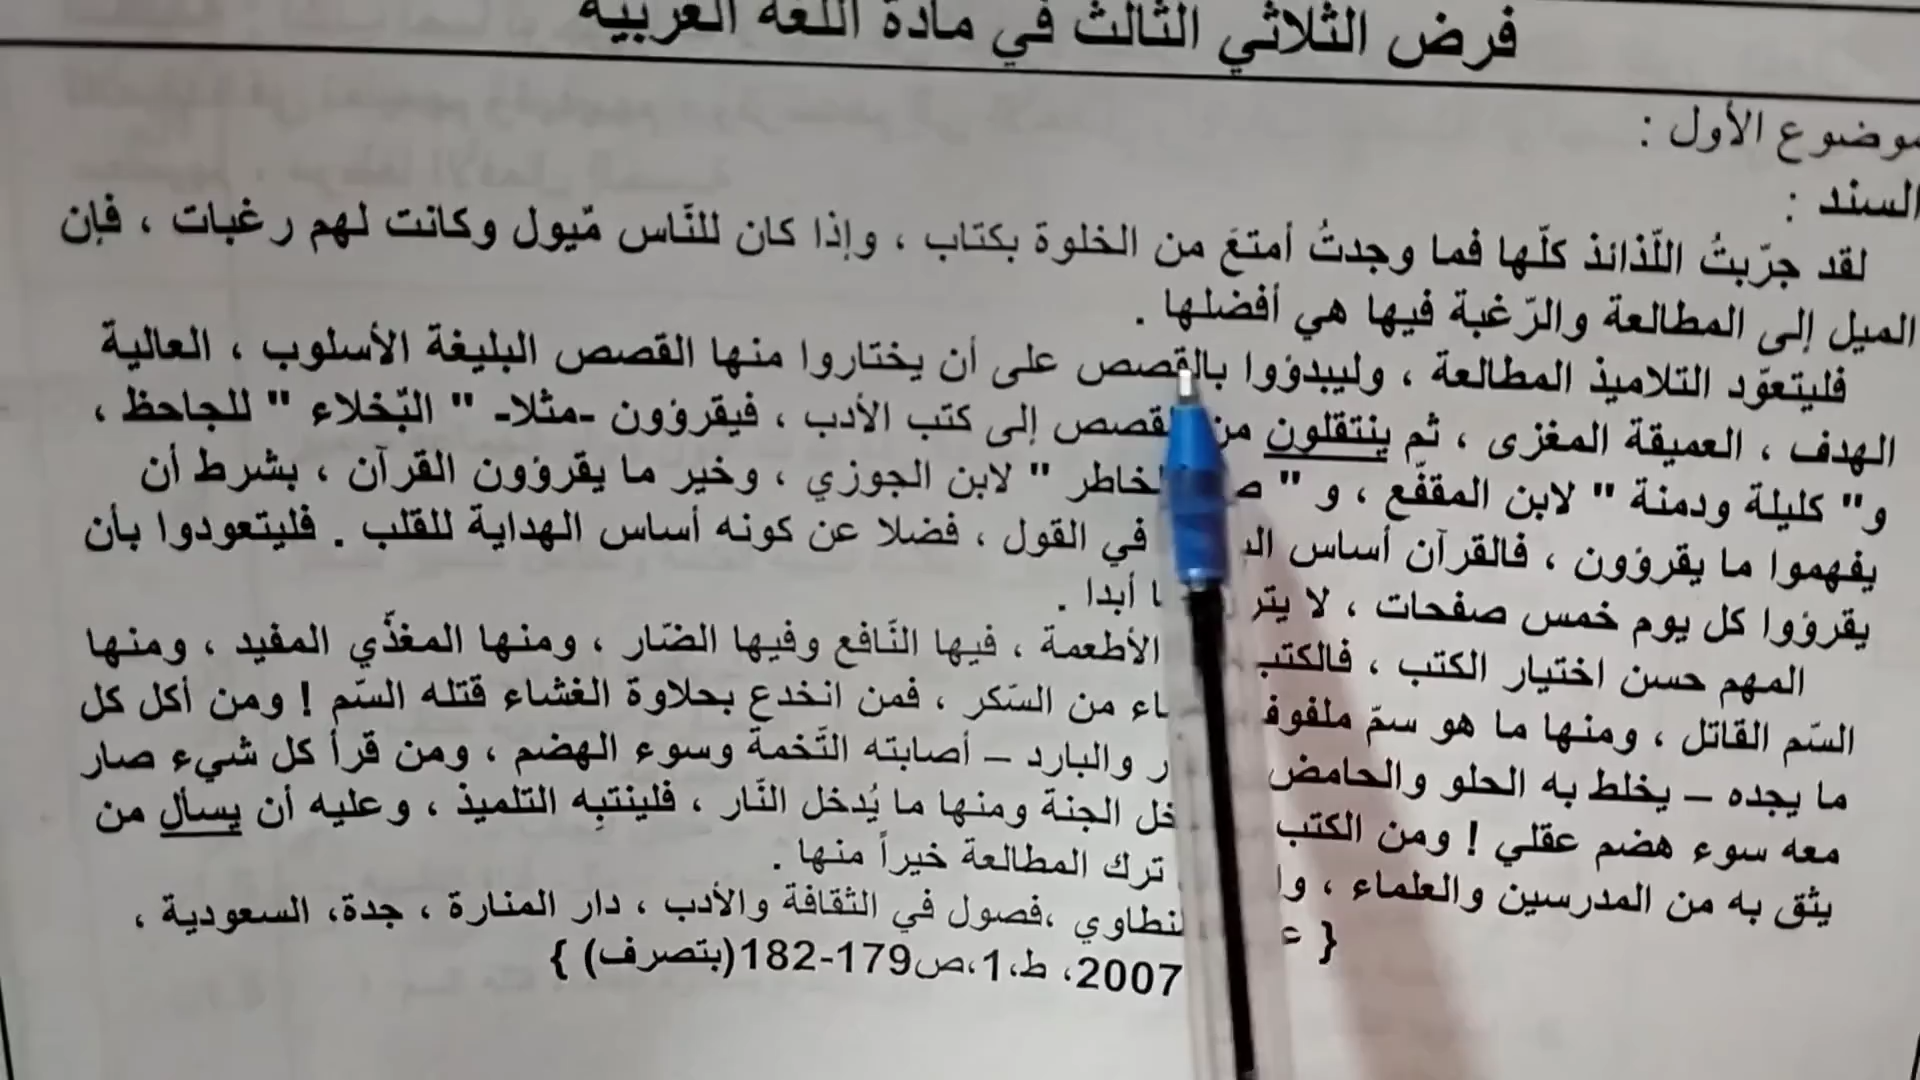 فرض الثلاثي الثالث في مادة اللغة العربية
موضوع الأول :
السند :
لقد جرّبتُ اللّذائذ كلّها فما وجدتُ أمتعَ من الخلوة بكتاب ، وإذا كان للنّاس مّيول وكانت لهم رغبات ، فإن
الميل إلى المطالعة والرّغبة فيها هي أفضلها .
فليتعوّد التلاميذ المطالعة ، وليبدؤوا بالقصص على أن يختاروا منها القصص البليغة الأسلوب ، العالية
الهدف ، العميقة المغزى ، ثم ينتقلون من القصص إلى كتب الأدب ، فيقرؤون -مثلا- " البّخلاء " للجاحظ ،
و" كليلة ودمنة " لابن المقفّع ، و " الخاطر " لابن الجوزي ، وخير ما يقرؤون القرآن ، بشرط أن
يفهموا ما يقرؤون ، فالقرآن أساس في القول ، فضلا عن كونه أساس الهداية للقلب . فليتعودوا بأن
يقرؤوا كل يوم خمس صفحات ، لا أبدا .
المهم حسن اختيار الكتب ، فالكتب الأطعمة ، فيها النّافع وفيها الضّار ، ومنها المغذّي المفيد ، ومنها
السّم القاتل ، ومنها ما هو سمّ ملفوف من السّكر ، فمن انخدع بحلاوة الغشاء قتله السّم ! ومن أكل كل
ما يجده – يخلط به الحلو والحامض والبارد – أصابته التّخمة وسوء الهضم ، ومن قرأ كل شيء صار
معه سوء هضم عقلي ! ومن الكتب الجنة ومنها ما يُدخل النّار ، فلينتبِه التلميذ ، وعليه أن يسأل من
يثق به من المدرسين والعلماء ، ترك المطالعة خيراً منها .
{ ،فصول في الثقافة والأدب ، دار المنارة ، جدة، السعودية ،
2007، ط،1،ص179-182(بتصرف) }